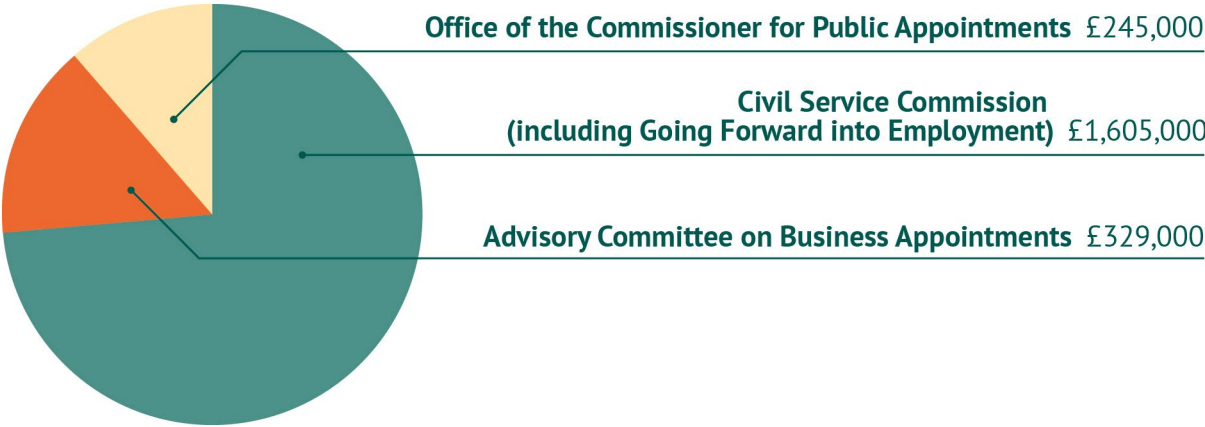 Office of the Commissioner for Public Appointments £245,000
Civil Service Commission
(including Going Forward into Employment) £1,605,000
Advisory Committee on Business Appointments £329,000